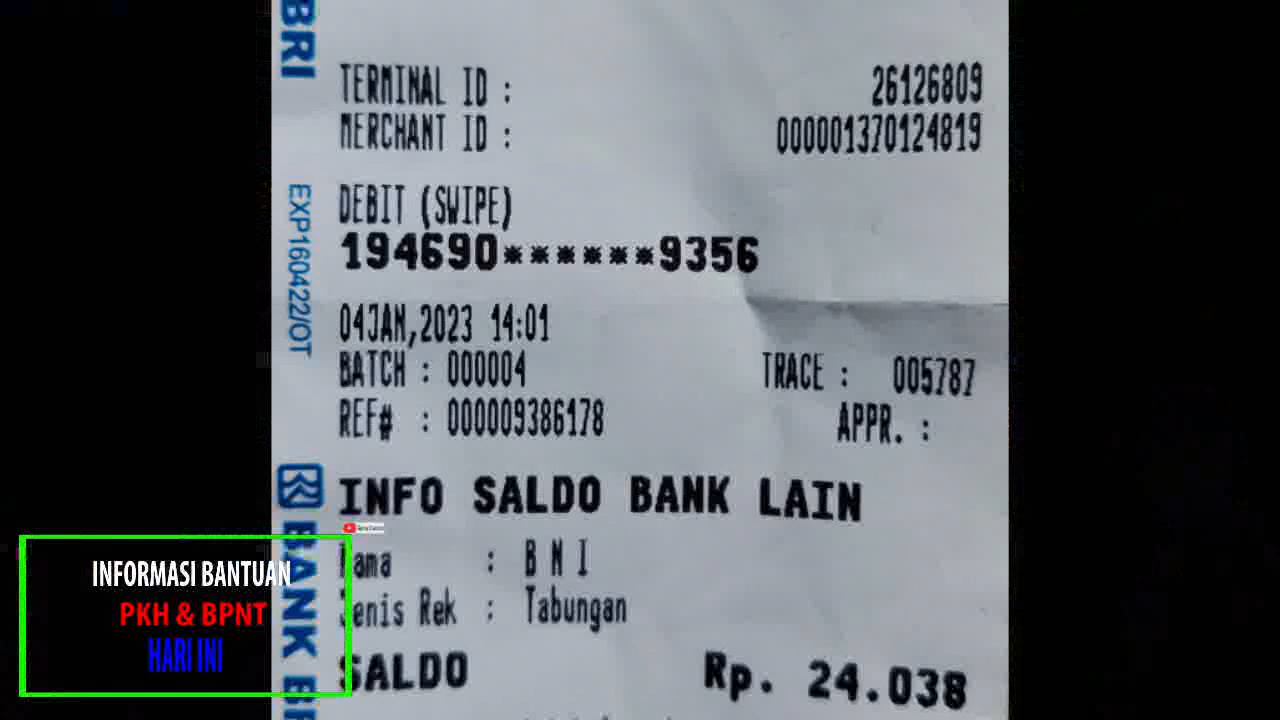 BRI
TERMINAL ID : 26126809
MERCHANT ID : 000001370124819
EXP160422/OT
DEBIT (SWIPE)
194690******9356
04JAN,2023 14:01
BATCH : 000004 TRACE : 005787
REF# : 000009386178 APPR. :
INFO SALDO BANK LAIN
Nama : B N I
Jenis Rek : Tabungan
SALDO Rp. 24.038
BANK BR
INFORMASI BANTUAN
PKH & BPNT
HARI INI